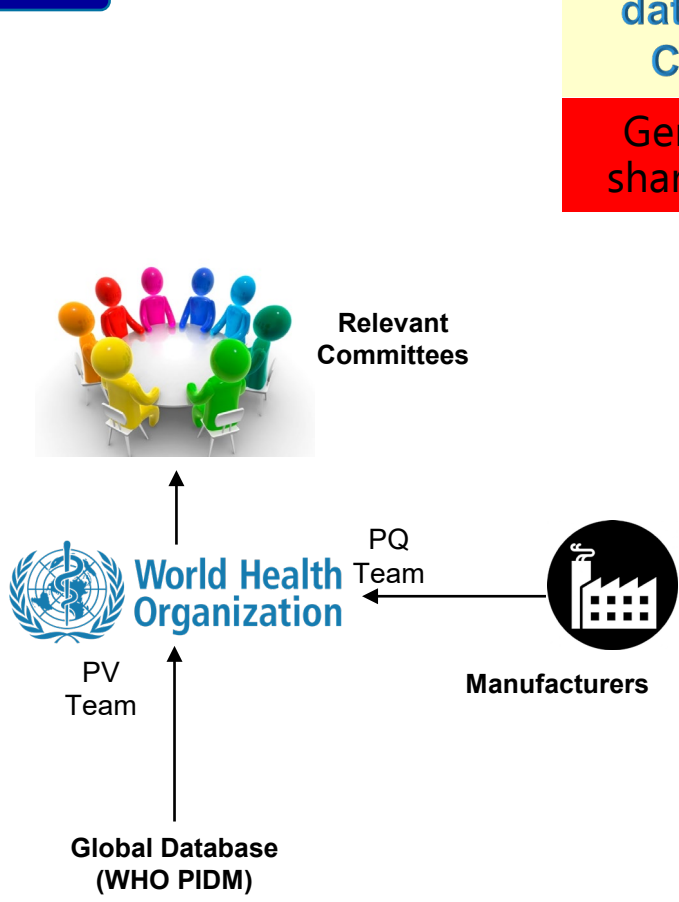 Relevant
Committees
PQ
Team
World Health
Organization
PV
Team
Manufacturers
Global Database
(WHO PIDM)